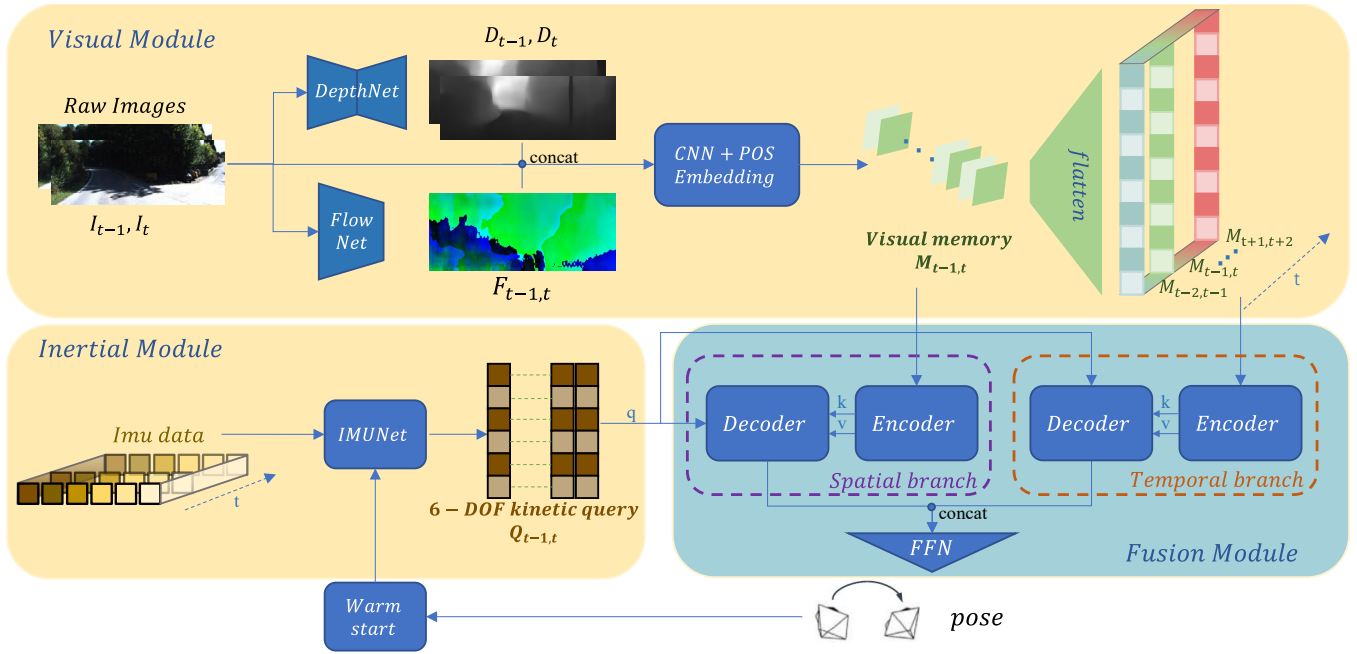 Visual Module
Raw Images
I_{t-1}, I_t
DepthNet
D_{t-1}, D_t
concat
Flow
Net
F_{t-1,t}
CNN + POS
Embedding
Visual memory
M_{t-1,t}
flatten
M_{t+1,t+2}
M_{t-1,t}
M_{t-2,t-1}
t
Inertial Module
Imu data
t
IMUNet
6 - DOF kinetic query
Q_{t-1,t}
q
Decoder
k
v
Encoder
Spatial branch
Decoder
k
v
Encoder
Temporal branch
concat
FFN
Fusion Module
Warm
start
pose